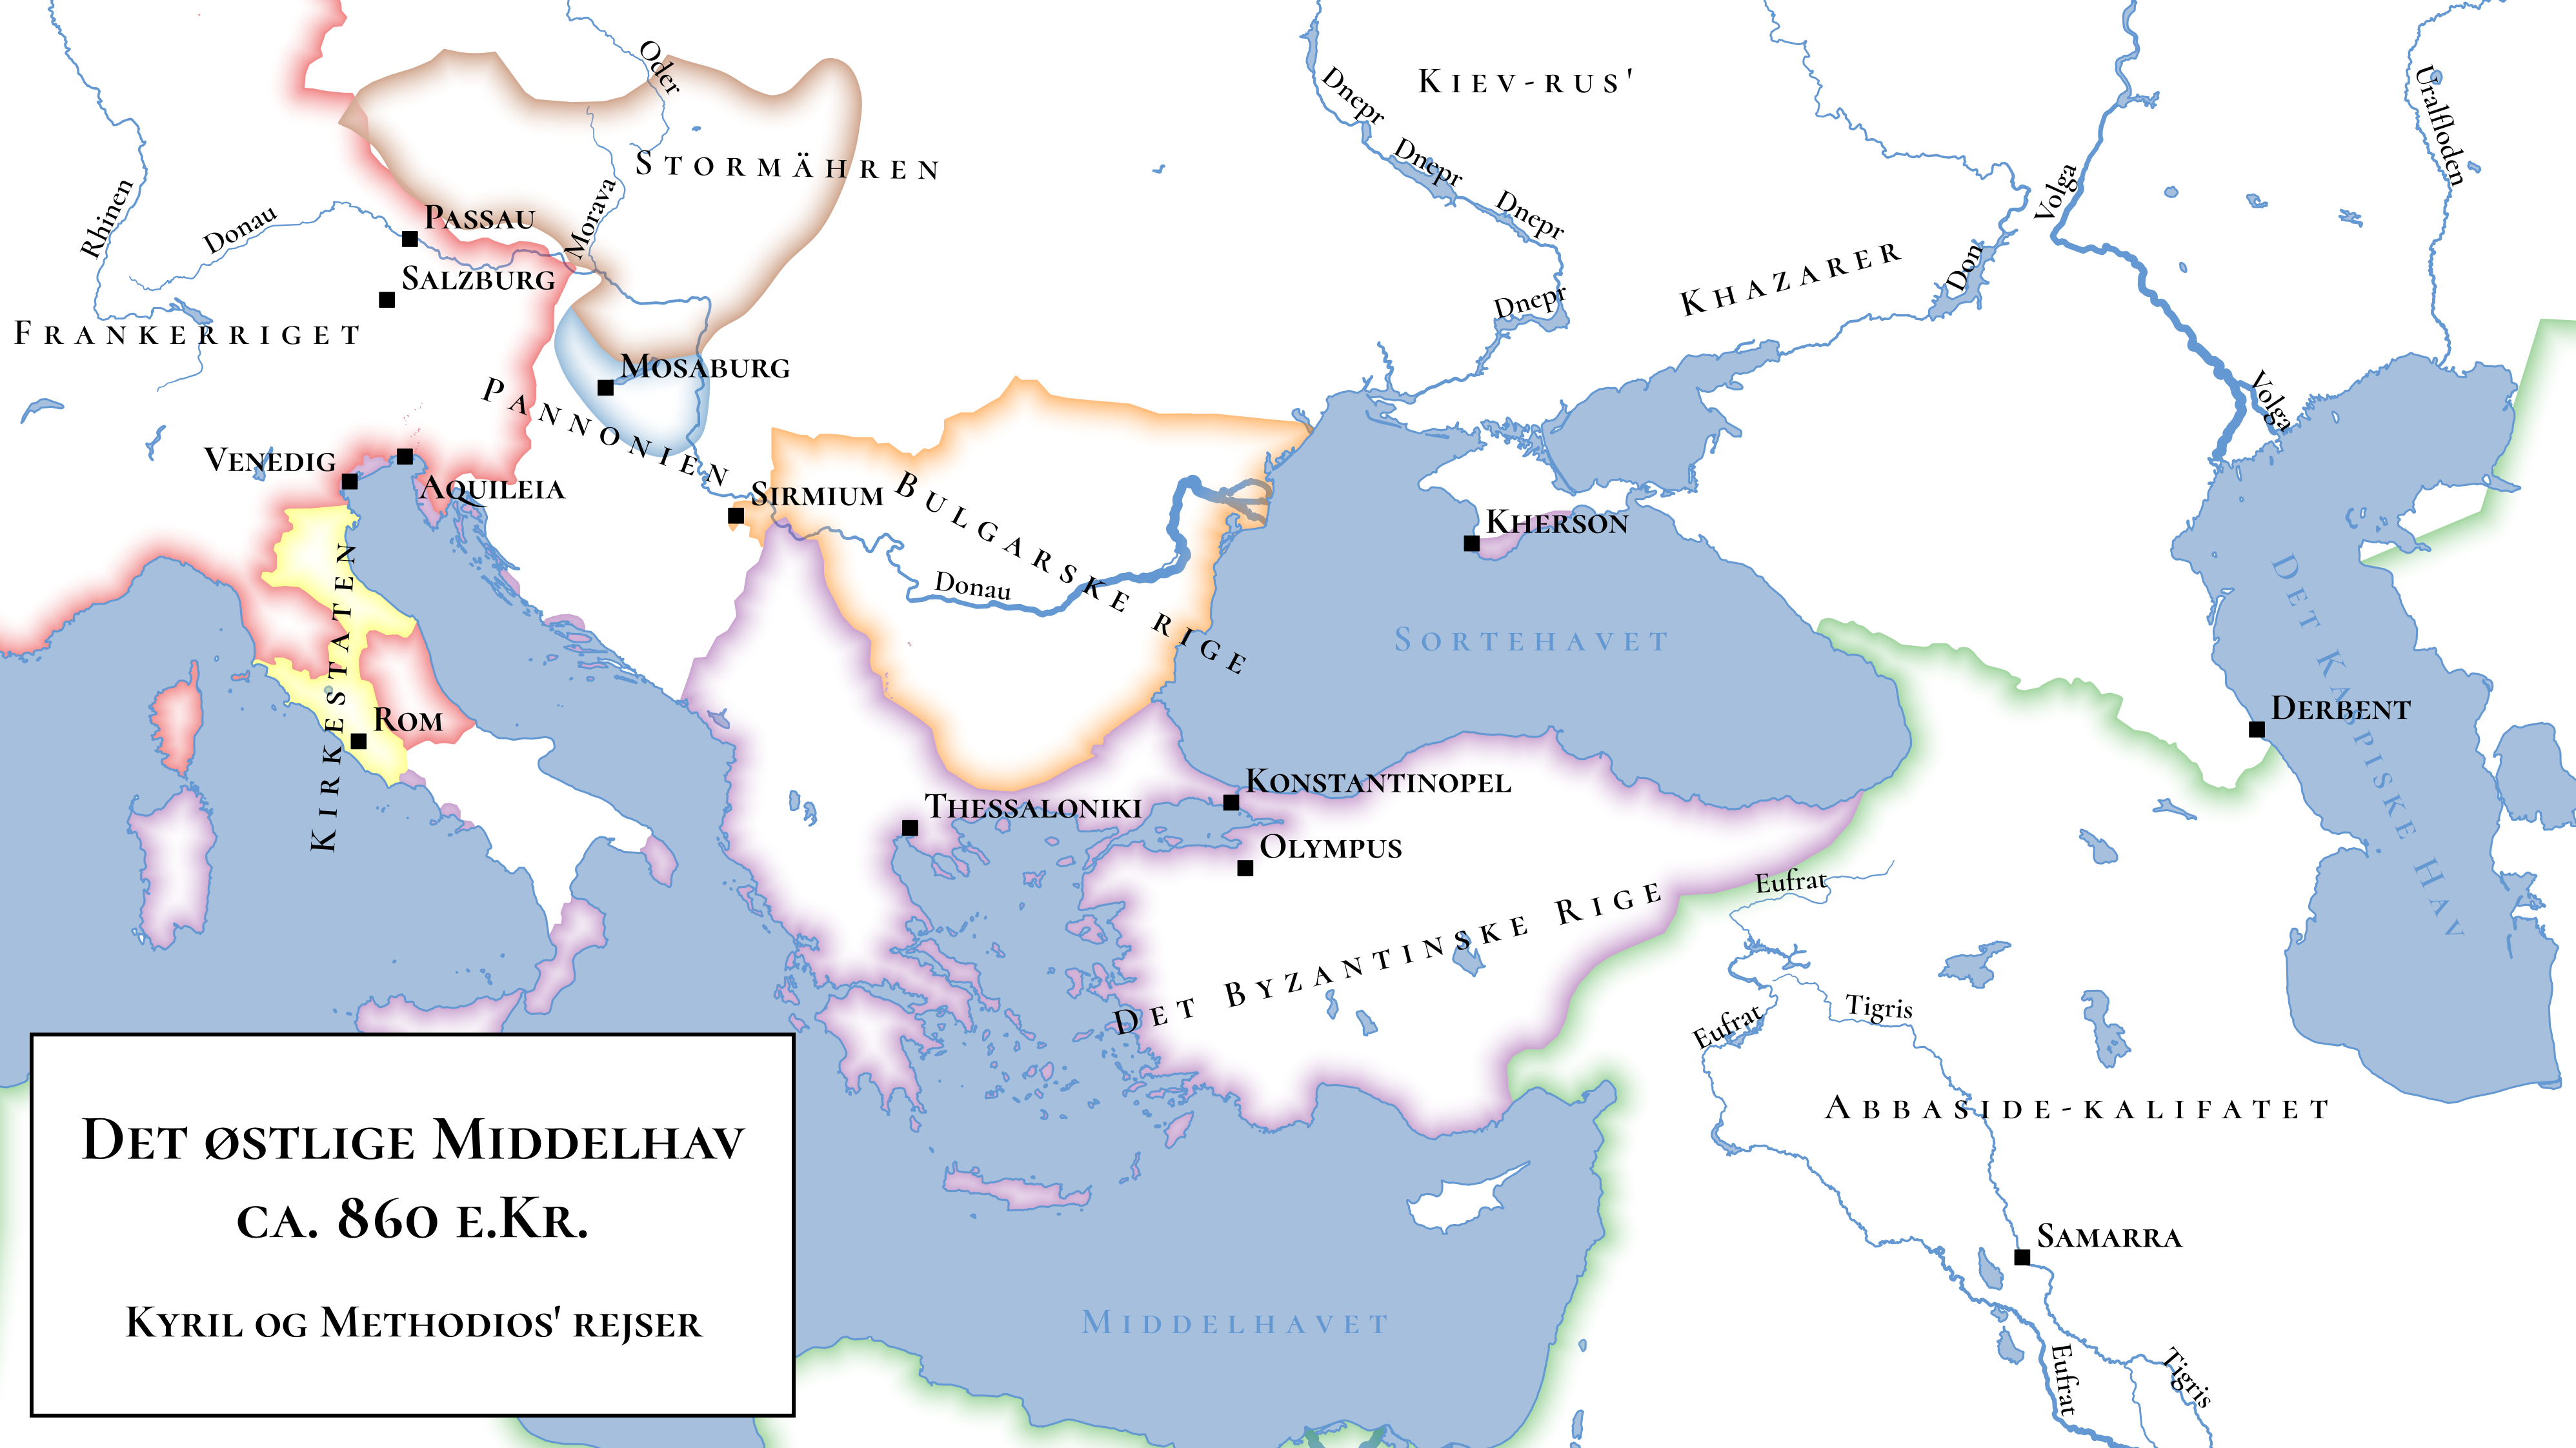 Oder
Kiev-rus'
Dnepr
Dnepr
Dnepr
Dnepr
Uralfloden
Stormähren
Rhinen
Donau
Passau
Morava
Volga
Salzburg
Don
Khazarer
Frankerriget
Mosaburg
Pannonien
Volga
Venedig
Aquileia
Sirmium
Bulgarske rige
Kherson
Donau
Kirkestaten
Sortehavet
Det Kaspiske Hav
Rom
Derbent
Konstantinopel
Thessaloniki
Olympus
Eufrat
Det Byzantinske Rige
Eufrat
Tigris
Abbaside-kalifatet
Samarra
Middelhavet
Eufrat
Tigris
Det østlige Middelhav
ca. 860 e.Kr.
Kyril og Methodios' rejser